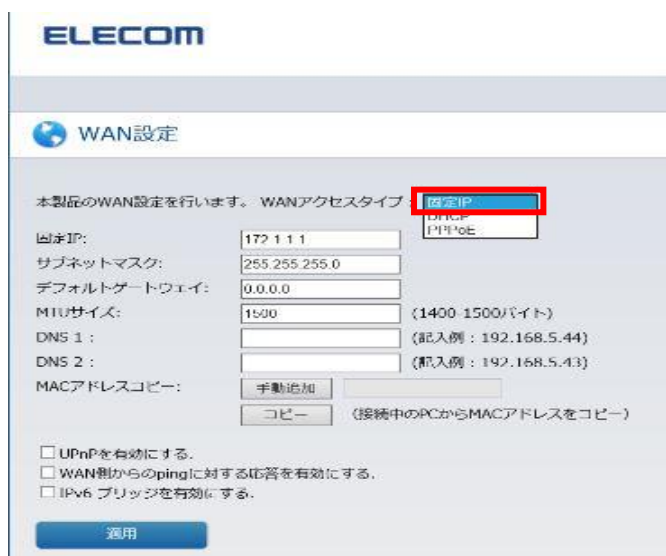 ELECOM
WAN設定
本製品のWAN設定を行います。 WANアクセスタイプ : 固定IP
DHCP
PPPoE
固定IP: 172.1.1.1
サブネットマスク: 255.255.255.0
デフォルトゲートウェイ: 0.0.0.0
MTUサイズ: 1500 (1400-1500バイト)
DNS 1 : (記入例 : 192.168.5.44)
DNS 2 : (記入例 : 192.168.5.43)
MACアドレスコピー: 手動追加
コピー (接続中のPCからMACアドレスをコピー)
UPnPを有効にする.
WAN側からのpingに対する応答を有効にする.
IPv6 ブリッジを有効にする.
適用